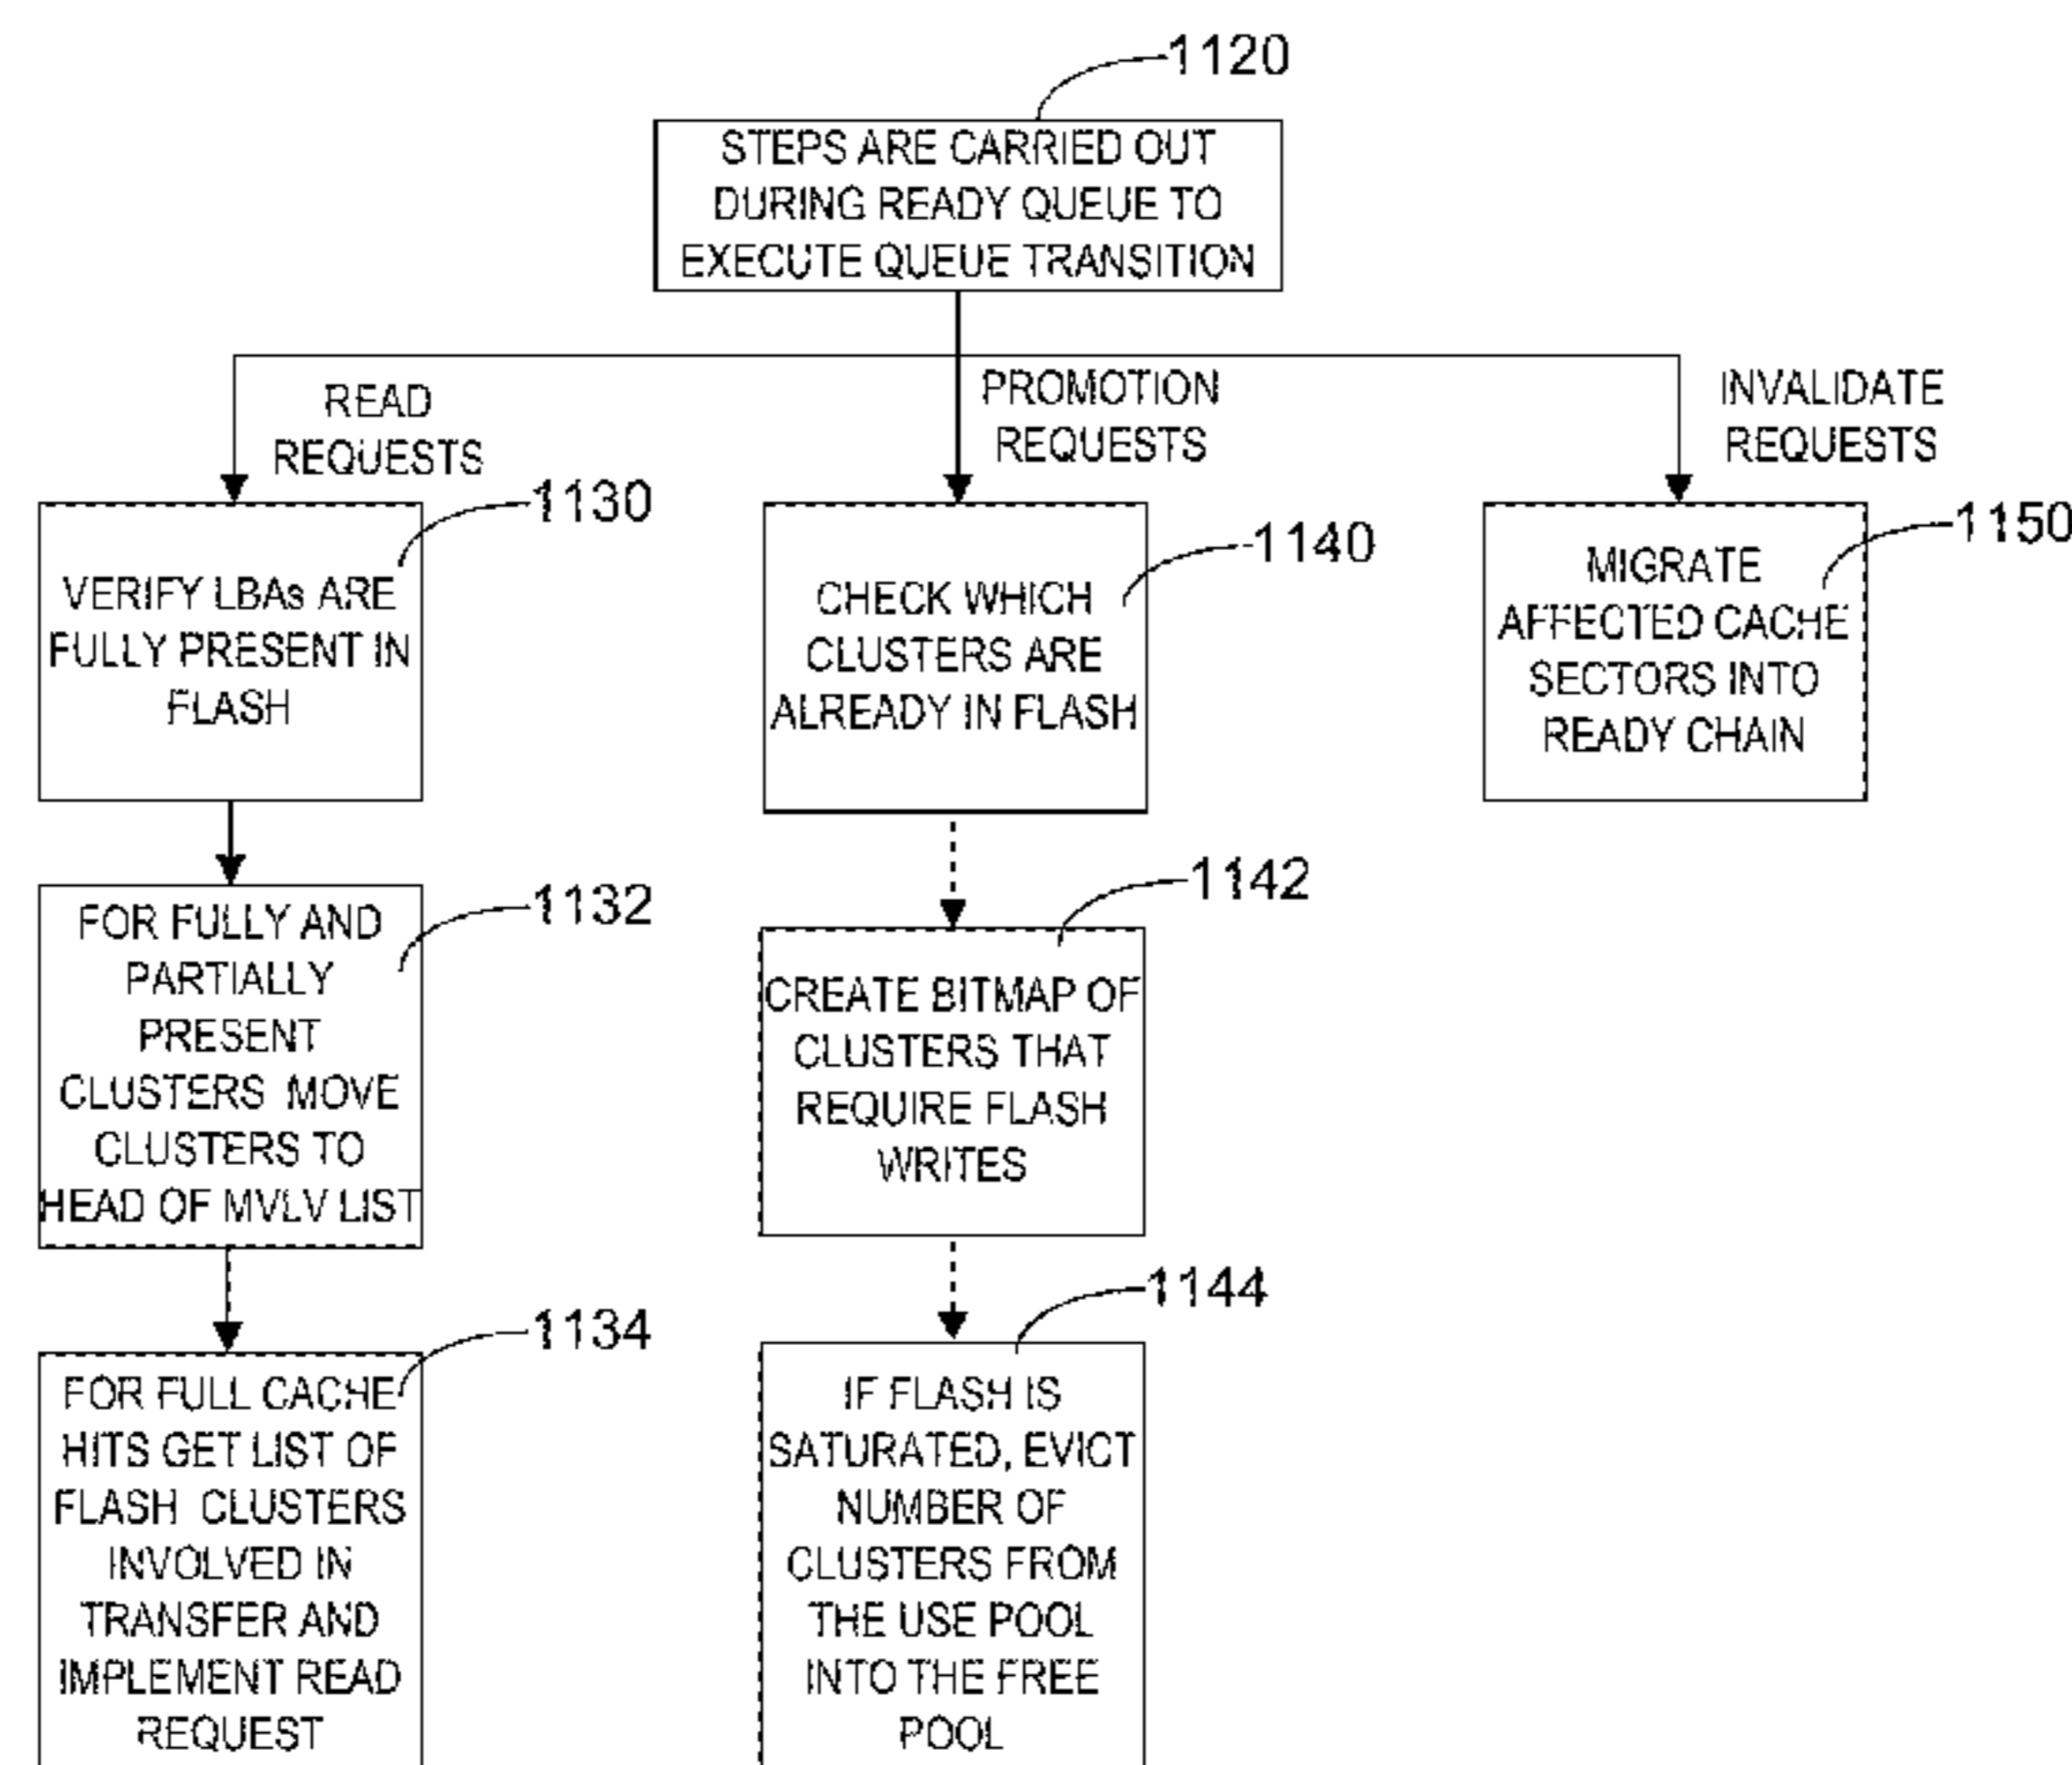 1120
STEPS ARE CARRIED OUT
DURING READY QUEUE TO
EXECUTE QUEUE TRANSITION
READ
REQUESTS
PROMOTION
REQUESTS
INVALIDATE
REQUESTS
1130
VERIFY LBAs ARE
FULLY PRESENT IN
FLASH
1140
CHECK WHICH
CLUSTERS ARE
ALREADY IN FLASH
1150
MIGRATE
AFFECTED CACHE
SECTORS INTO
READY CHAIN
1132
FOR FULLY AND
PARTIALLY
PRESENT
CLUSTERS MOVE
CLUSTERS TO
HEAD OF MVLV LIST
1142
CREATE BITMAP OF
CLUSTERS THAT
REQUIRE FLASH
WRITES
1134
FOR FULL CACHE
HITS GET LIST OF
FLASH CLUSTERS
INVOLVED IN
TRANSFER AND
IMPLEMENT READ
REQUEST
1144
IF FLASH IS
SATURATED, EVICT
NUMBER OF
CLUSTERS FROM
THE USE POOL
INTO THE FREE
POOL